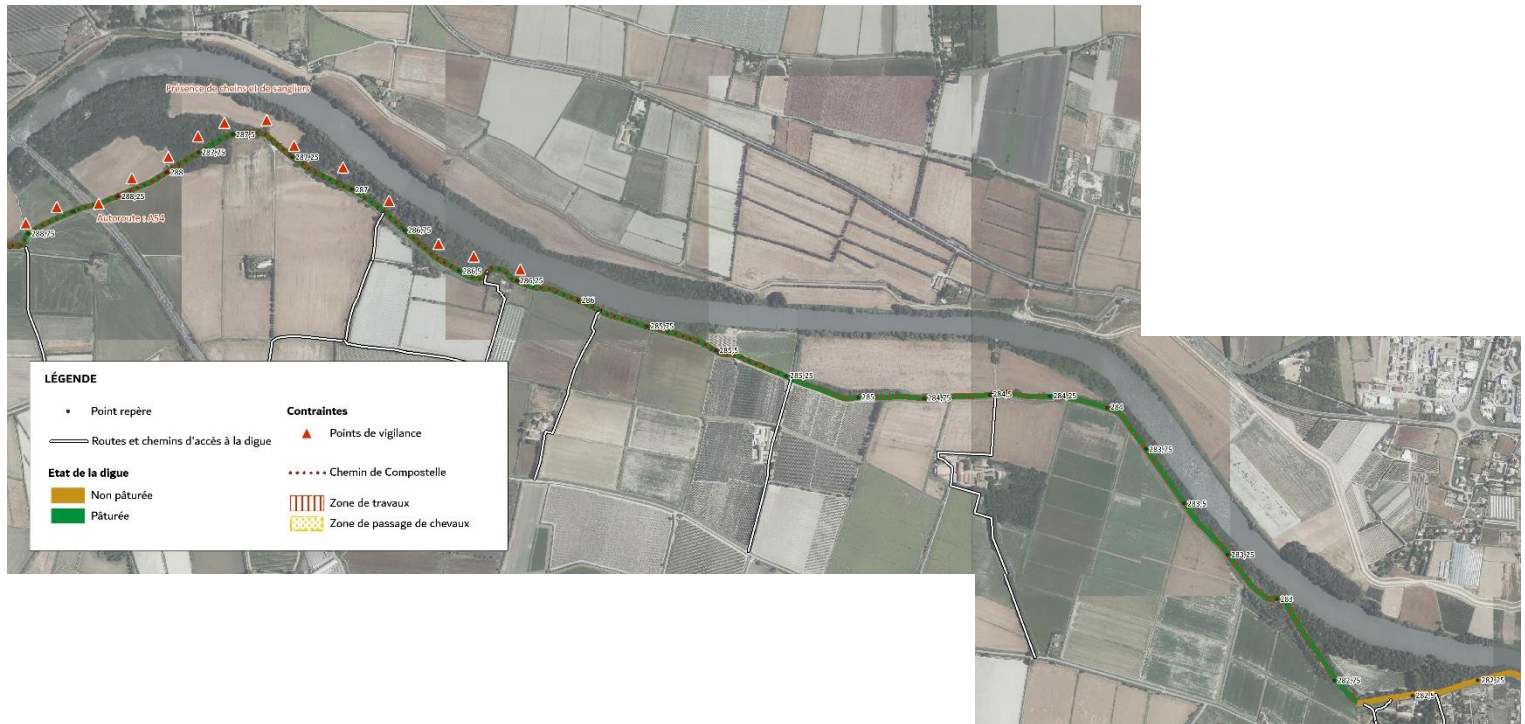 Présence de cheins et de sangliers
287,5
287,75
287,25
288
287
288,25
Autoroute : A54
288,75
286,75
286,5
286,25
286
285,75
285,5
285,25
285
284,75
284,5
284,25
284
283,75
283,5
283,25
283
282,75
282,5
282,25
LÉGENDE
Point repère
Routes et chemins d'accès à la digue
Etat de la digue
Non pâturée
Pâturée
Contraintes
Points de vigilance
Chemin de Compostelle
Zone de travaux
Zone de passage de chevaux